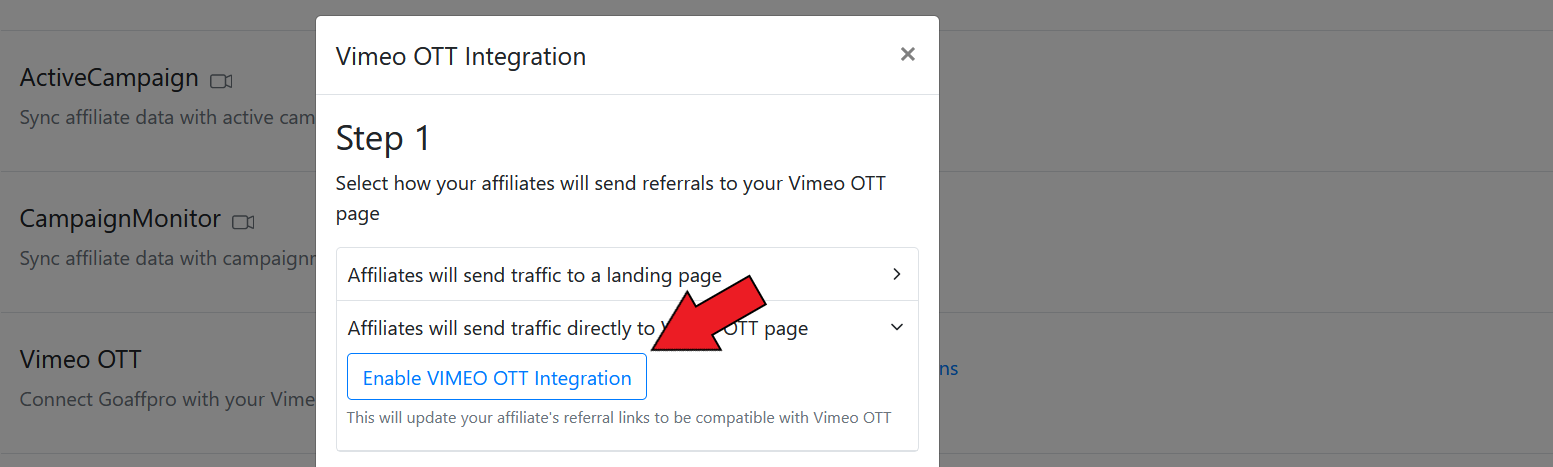 Vimeo OTT Integration ×
Step 1
Select how your affiliates will send referrals to your Vimeo OTT
page
Affiliates will send traffic to a landing page
Affiliates will send traffic directly to OTT page
Enable VIMEO OTT Integration
This will update your affiliate's referral links to be compatible with Vimeo OTT
ActiveCampaign
Sync affiliate data with active cam
CampaignMonitor
Sync affiliate data with campaignr
Vimeo OTT
Connect Goaffpro with your Vime
ns